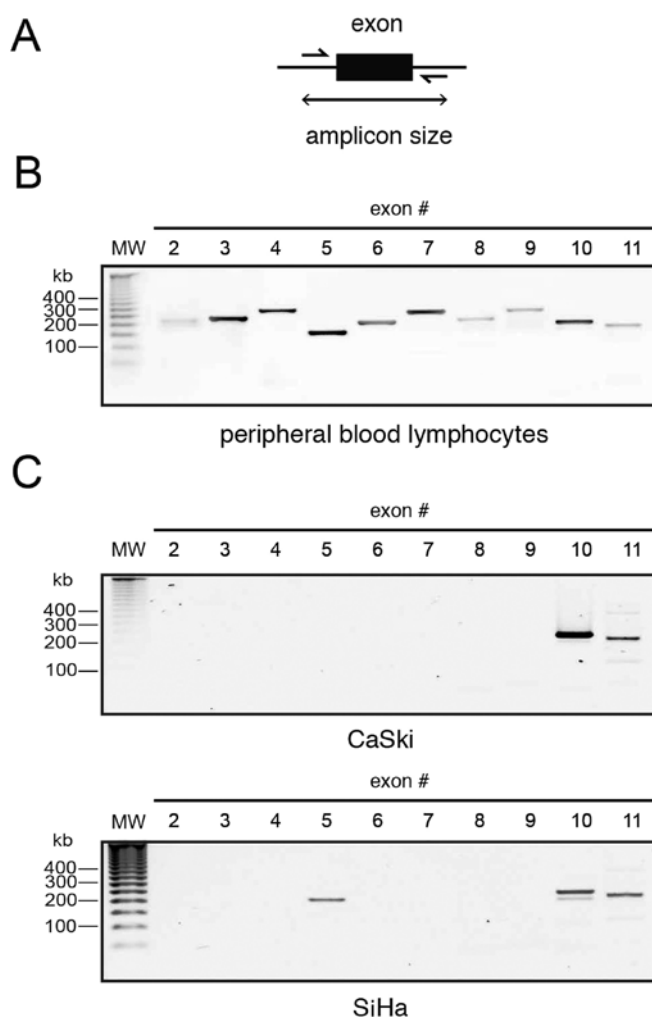 A
exon
amplicon size
B
exon #
MW 2 3 4 5 6 7 8 9 10 11
kb
400
300
200
100
peripheral blood lymphocytes
C
exon #
MW 2 3 4 5 6 7 8 9 10 11
kb
400
300
200
100
CaSki
exon #
MW 2 3 4 5 6 7 8 9 10 11
kb
400
300
200
100
SiHa